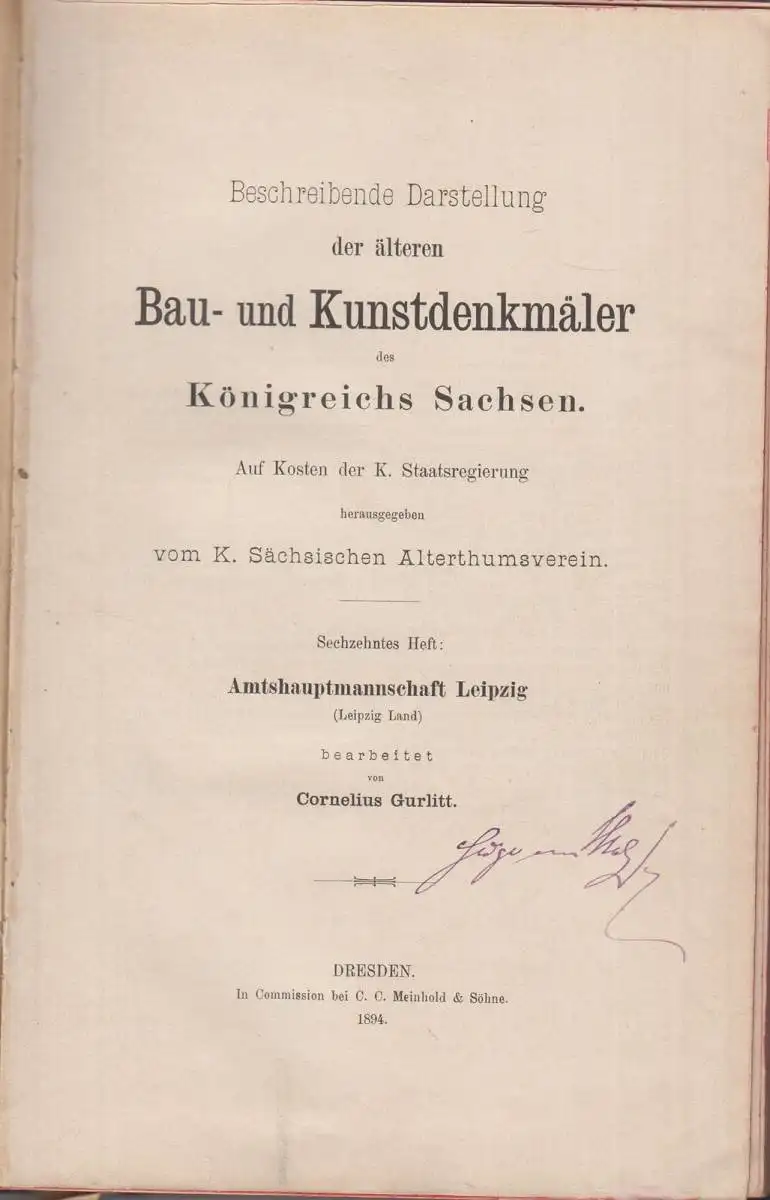 Beschreibende Darstellung
der älteren
Bau- und Kunstdenkmäler
des
Königreichs Sachsen.
Auf Kosten der K. Staatsregierung
herausgegeben
vom K. Sächsischen Alterthumsverein.
Sechzehntes Heft:
Amtshauptmannschaft Leipzig
(Leipzig Land)
bearbeitet
von
Cornelius Gurlitt.
DRESDEN.
In Commission bei C. C. Meinhold & Söhne.
1894.